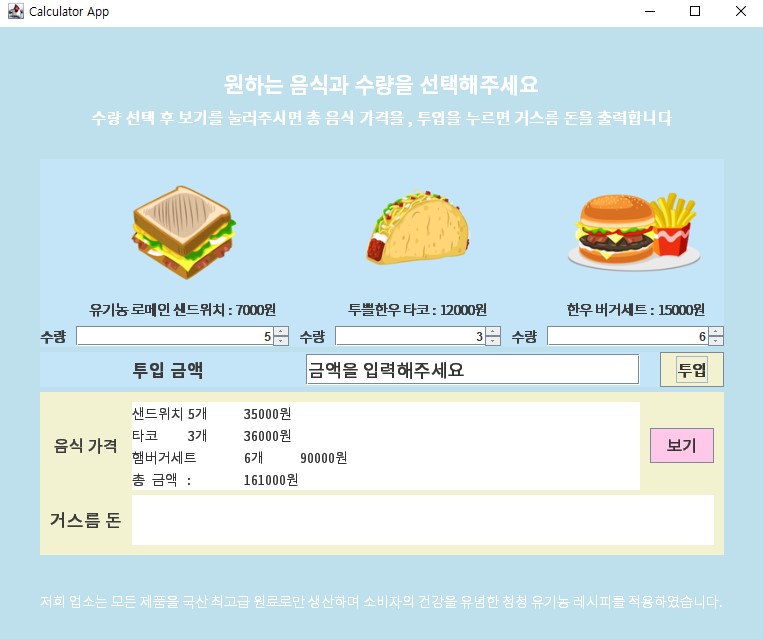 Calculator App
원하는 음식과 수량을 선택해주세요
수량 선택 후 보기를 눌러주시면 총 음식 가격을 , 투입을 누르면 거스름 돈을 출력합니다
유기농 로메인 샌드위치 : 7000원 투뿔한우 타코 : 12000원 한우 버거세트 : 15000원
수량 5 수량 3 수량 6
투입 금액 금액을 입력해주세요 투입
음식 가격
샌드위치 5개 35000원
타코 3개 36000원
햄버거세트 6개 90000원
총 금액 : 161000원
보기
거스름 돈
저희 업소는 모든 제품을 국산 최고급 원료로만 생산하며 소비자의 건강을 유념한 청정 유기농 레시피를 적용하였습니다.